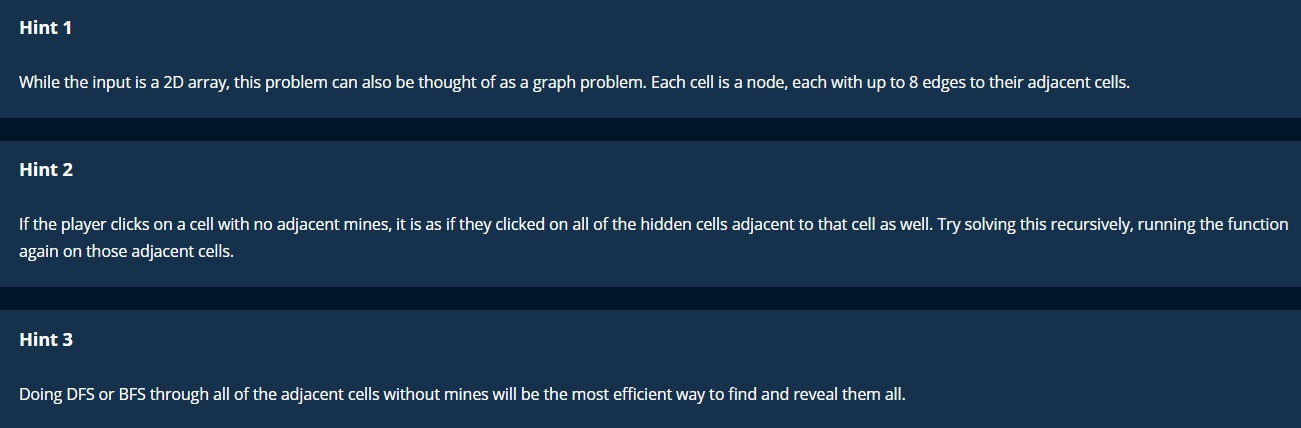 Hint 1
While the input is a 2D array, this problem can also be thought of as a graph problem. Each cell is a node, each with up to 8 edges to their adjacent cells.
Hint 2
If the player clicks on a cell with no adjacent mines, it is as if they clicked on all of the hidden cells adjacent to that cell as well. Try solving this recursively, running the function
again on those adjacent cells.
Hint 3
Doing DFS or BFS through all of the adjacent cells without mines will be the most efficient way to find and reveal them all.